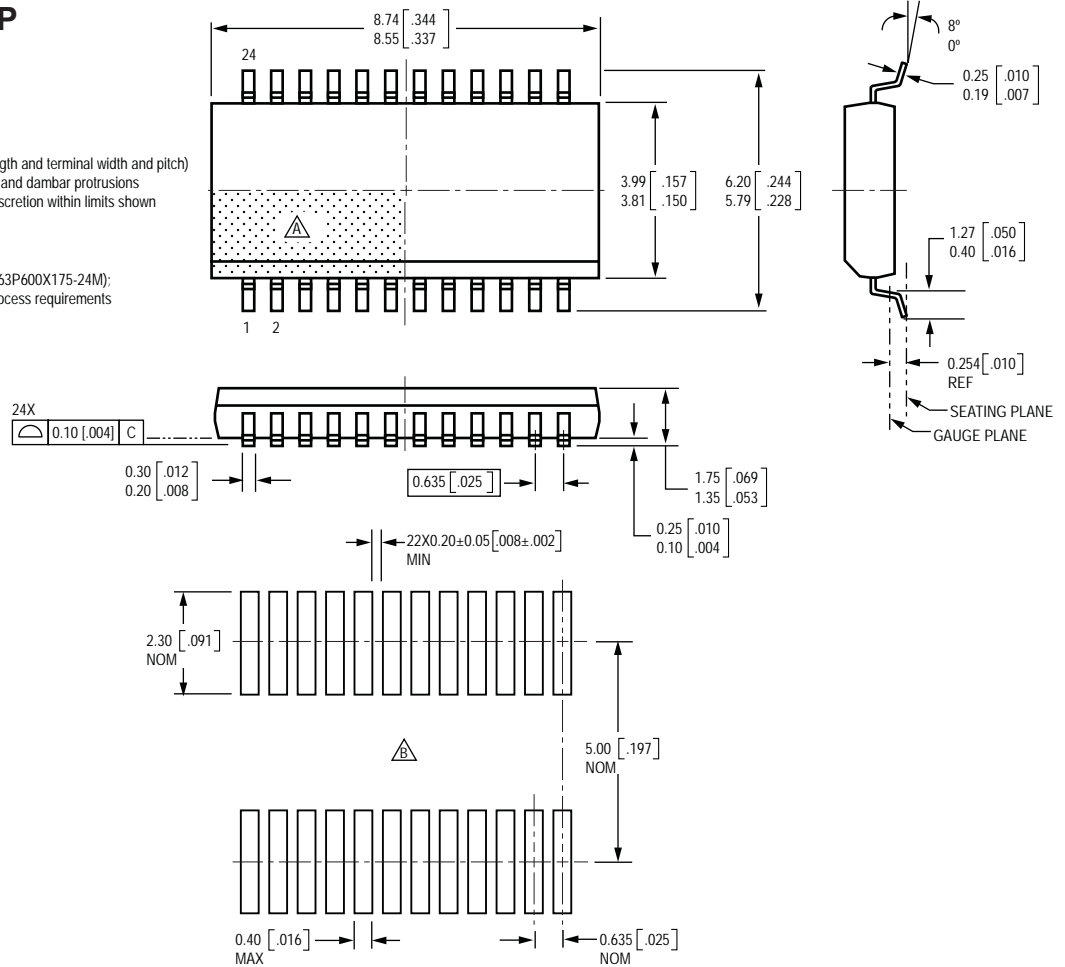 P
8.74 [.344
8.55 .337]
24
8º
0º
0.25 [.010
0.19 .007]
gth and terminal width and pitch)
and dambar protrusions
scretion within limits shown
3.99 [.157
3.81 .150]
6.20 [.244
5.79 .228]
A
63P600X175-24M);
ocess requirements
1.27 [.050
0.40 .016]
1 2
0.254 [.010]
REF
SEATING PLANE
GAUGE PLANE
24X
0.10 [.004] C
0.30 [.012
0.20 .008]
0.635 [.025]
1.75 [.069
1.35 .053]
0.25 [.010
0.10 .004]
22X0.20±0.05 [.008±.002]
MIN
2.30 [.091]
NOM
B
5.00 [.197]
NOM
0.40 [.016]
MAX
0.635 [.025]
NOM